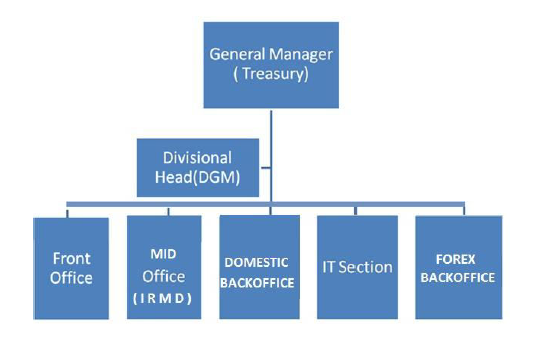 General Manager
( Treasury)
Divisional
Head(DGM)
Front
Office
MID
Office
( I R M D )
DOMESTIC
BACKOFFICE
IT Section
FOREX
BACKOFFICE